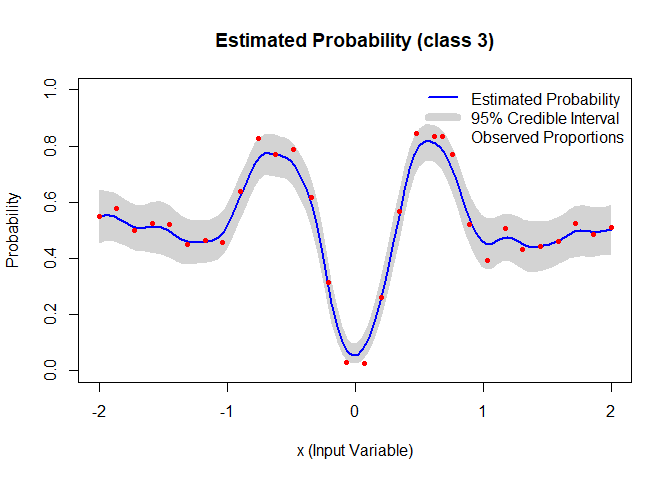 Estimated Probability (class 3)
Estimated Probability
95% Credible Interval
Observed Proportions
Probability
1.0
0.8
0.6
0.4
0.2
0.0
-2
-1
0
1
2
x (Input Variable)